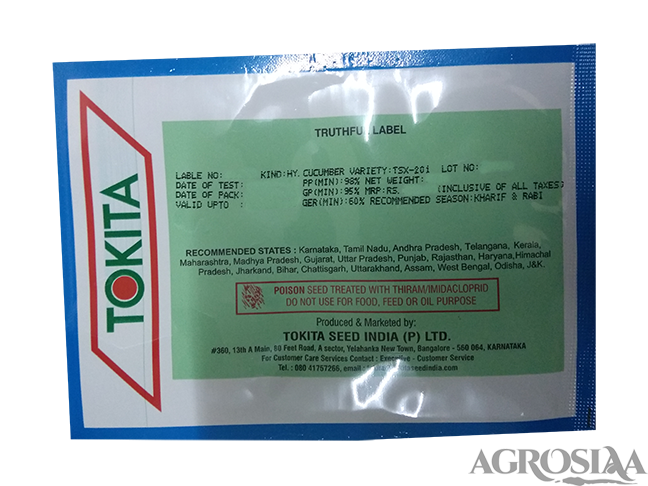 TOKITA
TRUTHFUL LABEL
LABLE NO: KIND:HY. CUCUMBER VARIETY:TSX-201 LOT NO:
DATE OF TEST: PP(MIN):98% NET WEIGHT:
DATE OF PACK: GP(MIN):95% MRP:RS. (INCLUSIVE OF ALL TAXES)
VALID UPTO : GER(MIN):60% RECOMMENDED SEASON:KHARIF & RABI
RECOMMENDED STATES : Karnataka, Tamil Nadu, Andhra Pradesh, Telangana, Kerala,
Maharashtra, Madhya Pradesh, Gujarat, Uttar Pradesh, Punjab, Rajasthan, Haryana,Himachal
Pradesh, Jharkand, Bihar, Chattisgarh, Uttarakhand, Assam, West Bengal, Odisha, J&K.
POISON SEED TREATED WITH THIRAM/IMIDACLOPRID
DO NOT USE FOR FOOD, FEED OR OIL PURPOSE
Produced & Marketed by:
TOKITA SEED INDIA (P) LTD.
#360, 13th A Main, 80 Feet Road, A sector, Yelahanka New Town, Bangalore - 560 064, KARNATAKA
For Customer Care Services Contact : Executive - Customer Service
Tel. : 080 41757266, email :
AGROSIAA